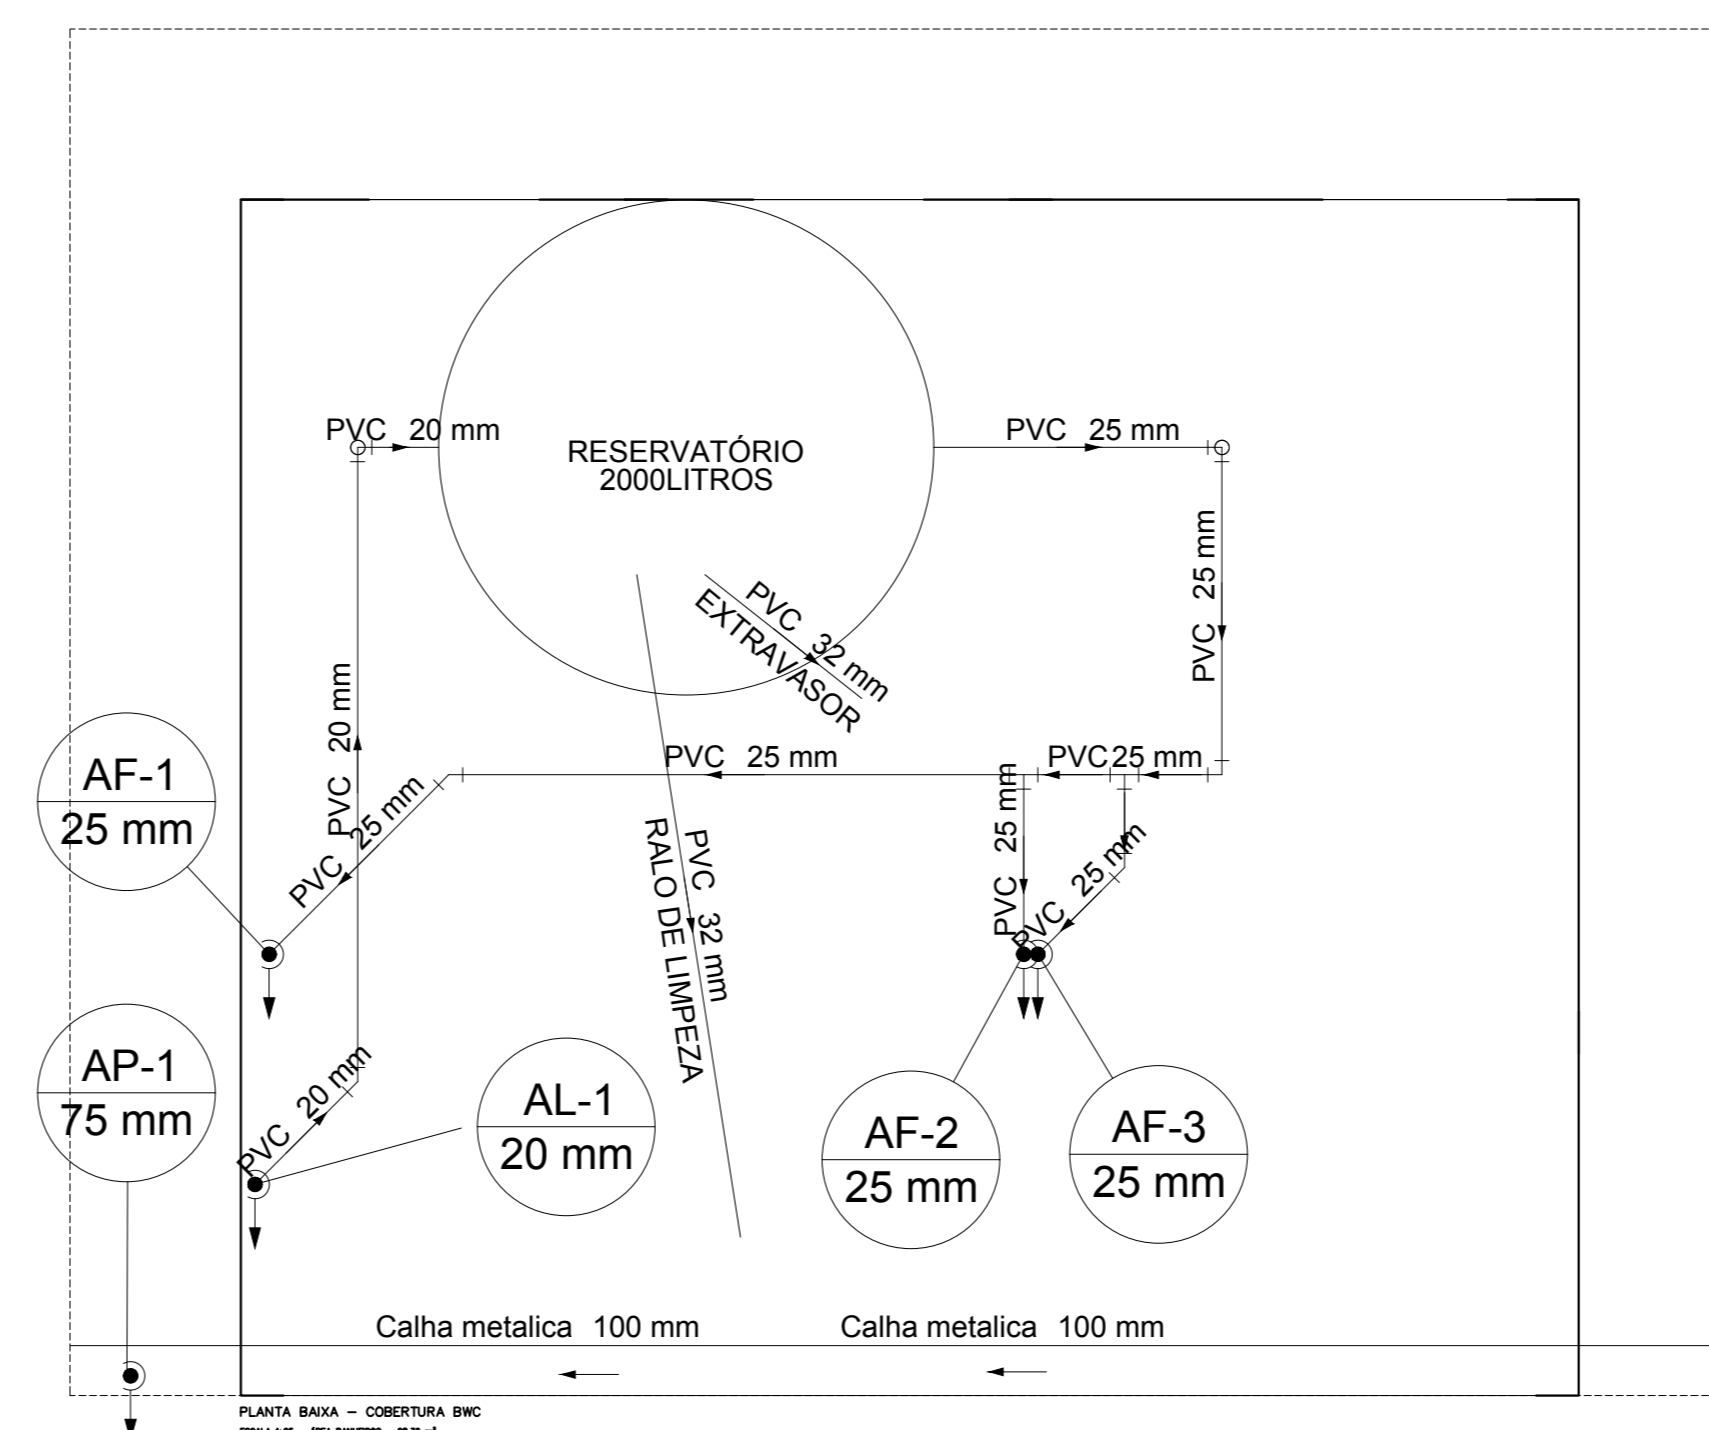 PVC 20 mm
RESERVATÓRIO
2000LITROS
PVC 25 mm
PVC 25 mm
PVC 32 mm
EXTRAVASOR
PVC 20 mm
PVC 25 mm
PVC 25 mm
AF-1
25 mm
PVC 25 mm
PVC 25 mm
PVC 25 mm
PVC 32 mm
RALO DE LIMPEZA
AP-1
75 mm
PVC 20 mm
AL-1
20 mm
AF-2
25 mm
AF-3
25 mm
Calha metalica 100 mm
Calha metalica 100 mm
PLANTA BAIXA – COBERTURA BWC